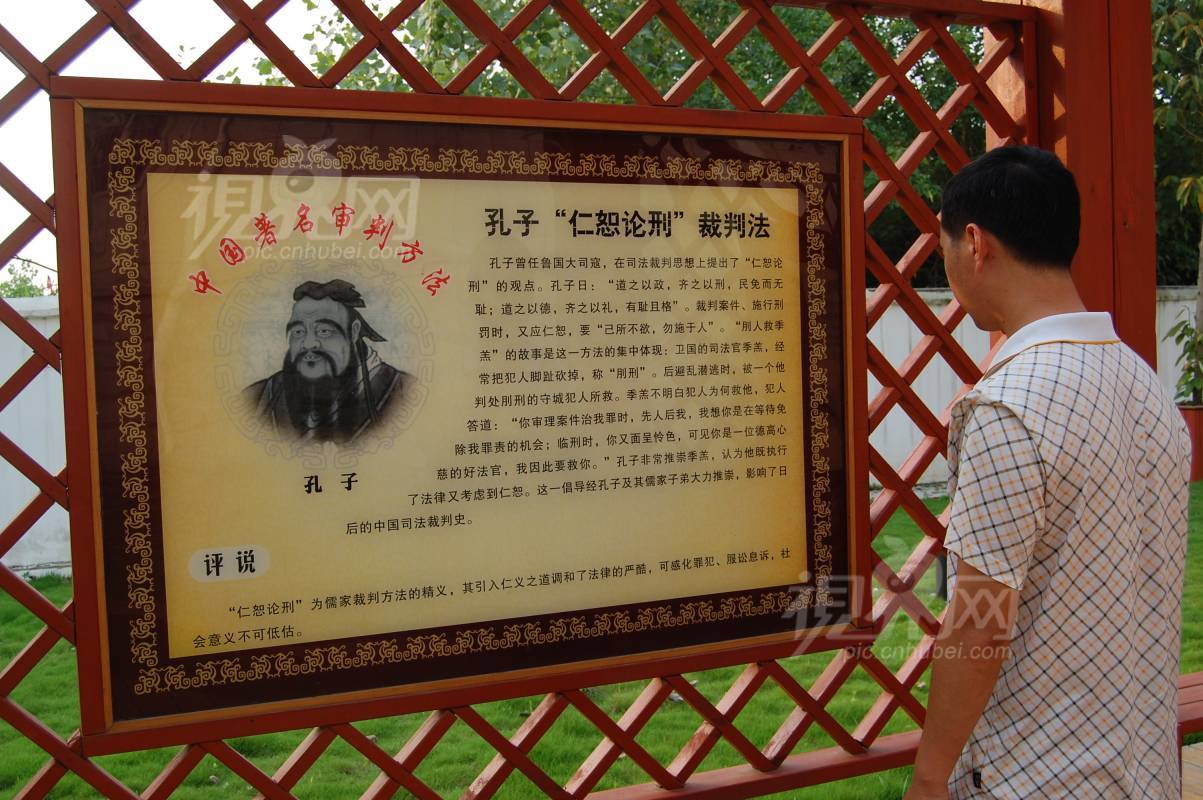 視界网
pic.cnhubei.com
中国著名审判方法
孔子
孔子“仁恕论刑”裁判法
孔子曾任鲁国大司寇，在司法裁判思想上提出了“仁恕论
刑”的观点。孔子曰：“道之以政，齐之以刑，民免而无
耻；道之以德，齐之以礼，有耻且格”。裁判案件、施行刑
罚时，又应仁恕，要“己所不欲，勿施于人”。“刖人救季
羔”的故事是这一方法的集中体现：卫国的司法官季羔，经
常把犯人脚趾砍掉，称“刖刑”。后避乱潜逃时，被一个他
判处刖刑的守城犯人所救。季羔不明白犯人为何救他，犯人
答道：“你审理案件治我罪时，先人后我，我想你是在等待免
除我罪责的机会；临刑时，你又面呈怜色，可见你是一位德高心
慈的好法官，我因此要救你。”孔子非常推崇季羔，认为他既执行
了法律又考虑到仁恕。这一倡导经孔子及其儒家子弟大力推崇，影响了日
后的中国司法裁判史。
评说
“仁恕论刑”为儒家裁判方法的精义，其引入仁义之道调和了法律的严酷，可感化罪犯、服讼息诉，社
会意义不可低估。
視界网
pic.cnhubei.com